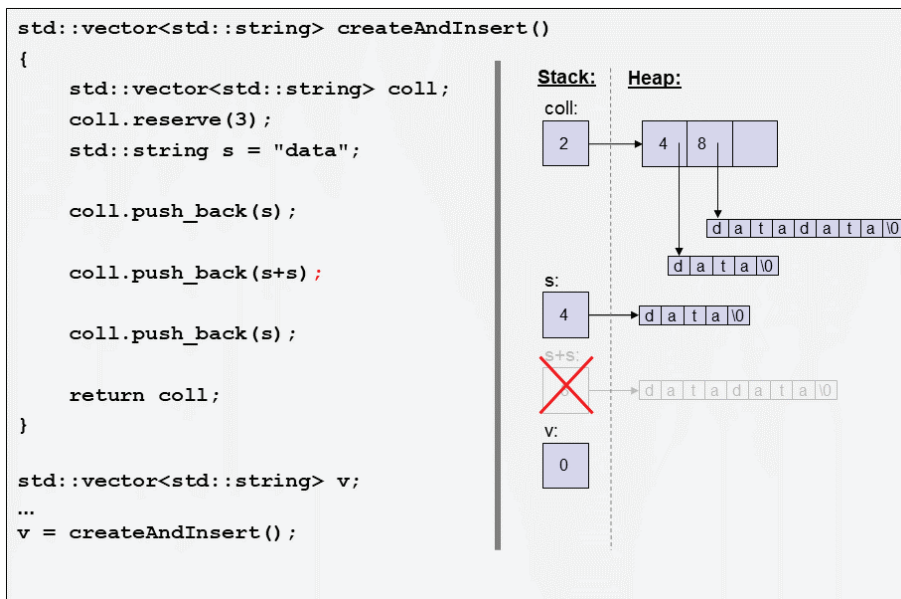 std::vector<std::string> createAndInsert()
{
std::vector<std::string> coll;
coll.reserve(3);
std::string s = "data";
coll.push_back(s);
coll.push_back(s+s);
coll.push_back(s);
return coll;
}
std::vector<std::string> v;
...
v = createAndInsert();
Stack: Heap:
coll:
2 4 8
d a t a d a t a \0
d a t a \0
s:
4 d a t a \0
s+s:
d a t a d a t a \0
v:
0